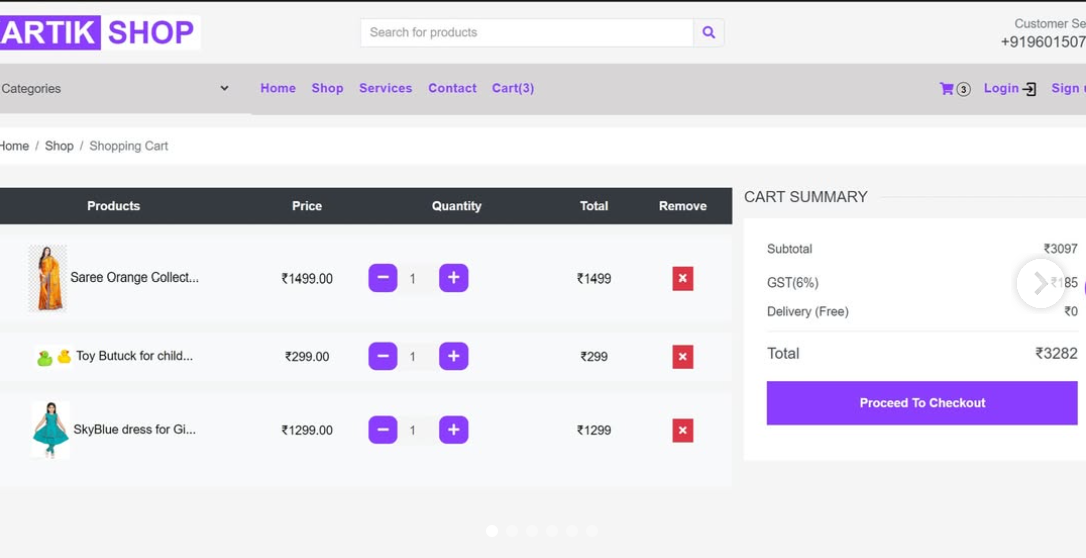 ARTIK SHOP
Search for products
Customer Se
+919601507
Categories
Home Shop Services Contact Cart(3)
3 Login Sign
Home / Shop / Shopping Cart
Products Price Quantity Total Remove
Saree Orange Collect... ₹1499.00 1 ₹1499
Toy Butuck for child... ₹299.00 1 ₹299
SkyBlue dress for Gi... ₹1299.00 1 ₹1299
CART SUMMARY
Subtotal ₹3097
GST(6%) ₹185
Delivery (Free) ₹0
Total ₹3282
Proceed To Checkout